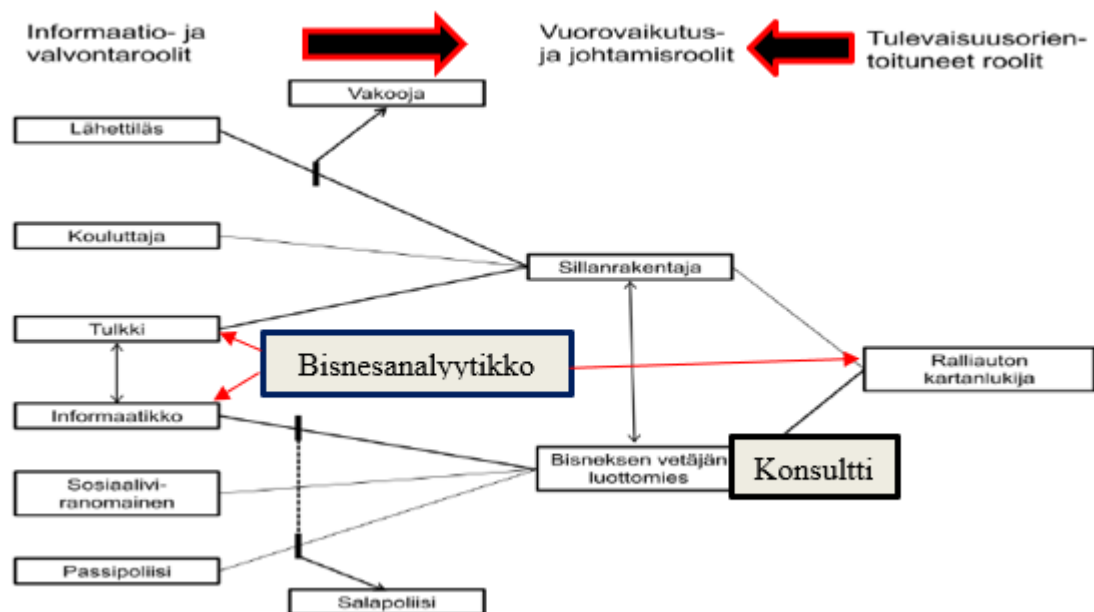 Informaatio- ja
valvontaroolit
Vuorovaikutus-
ja johtamisroolit
Tulevaisuusorien-
toituneet roolit
Vakooja
Lähettiläs
Kouluttaja
Sillanrakentaja
Tulkki
Bisnesanalyytikko
Ralliauton
kartanlukija
Informaatikko
Bisneksen vetäjän
luottomies
Konsultti
Sosiaalivi-
ranomainen
Passipoliisi
Salapoliisi